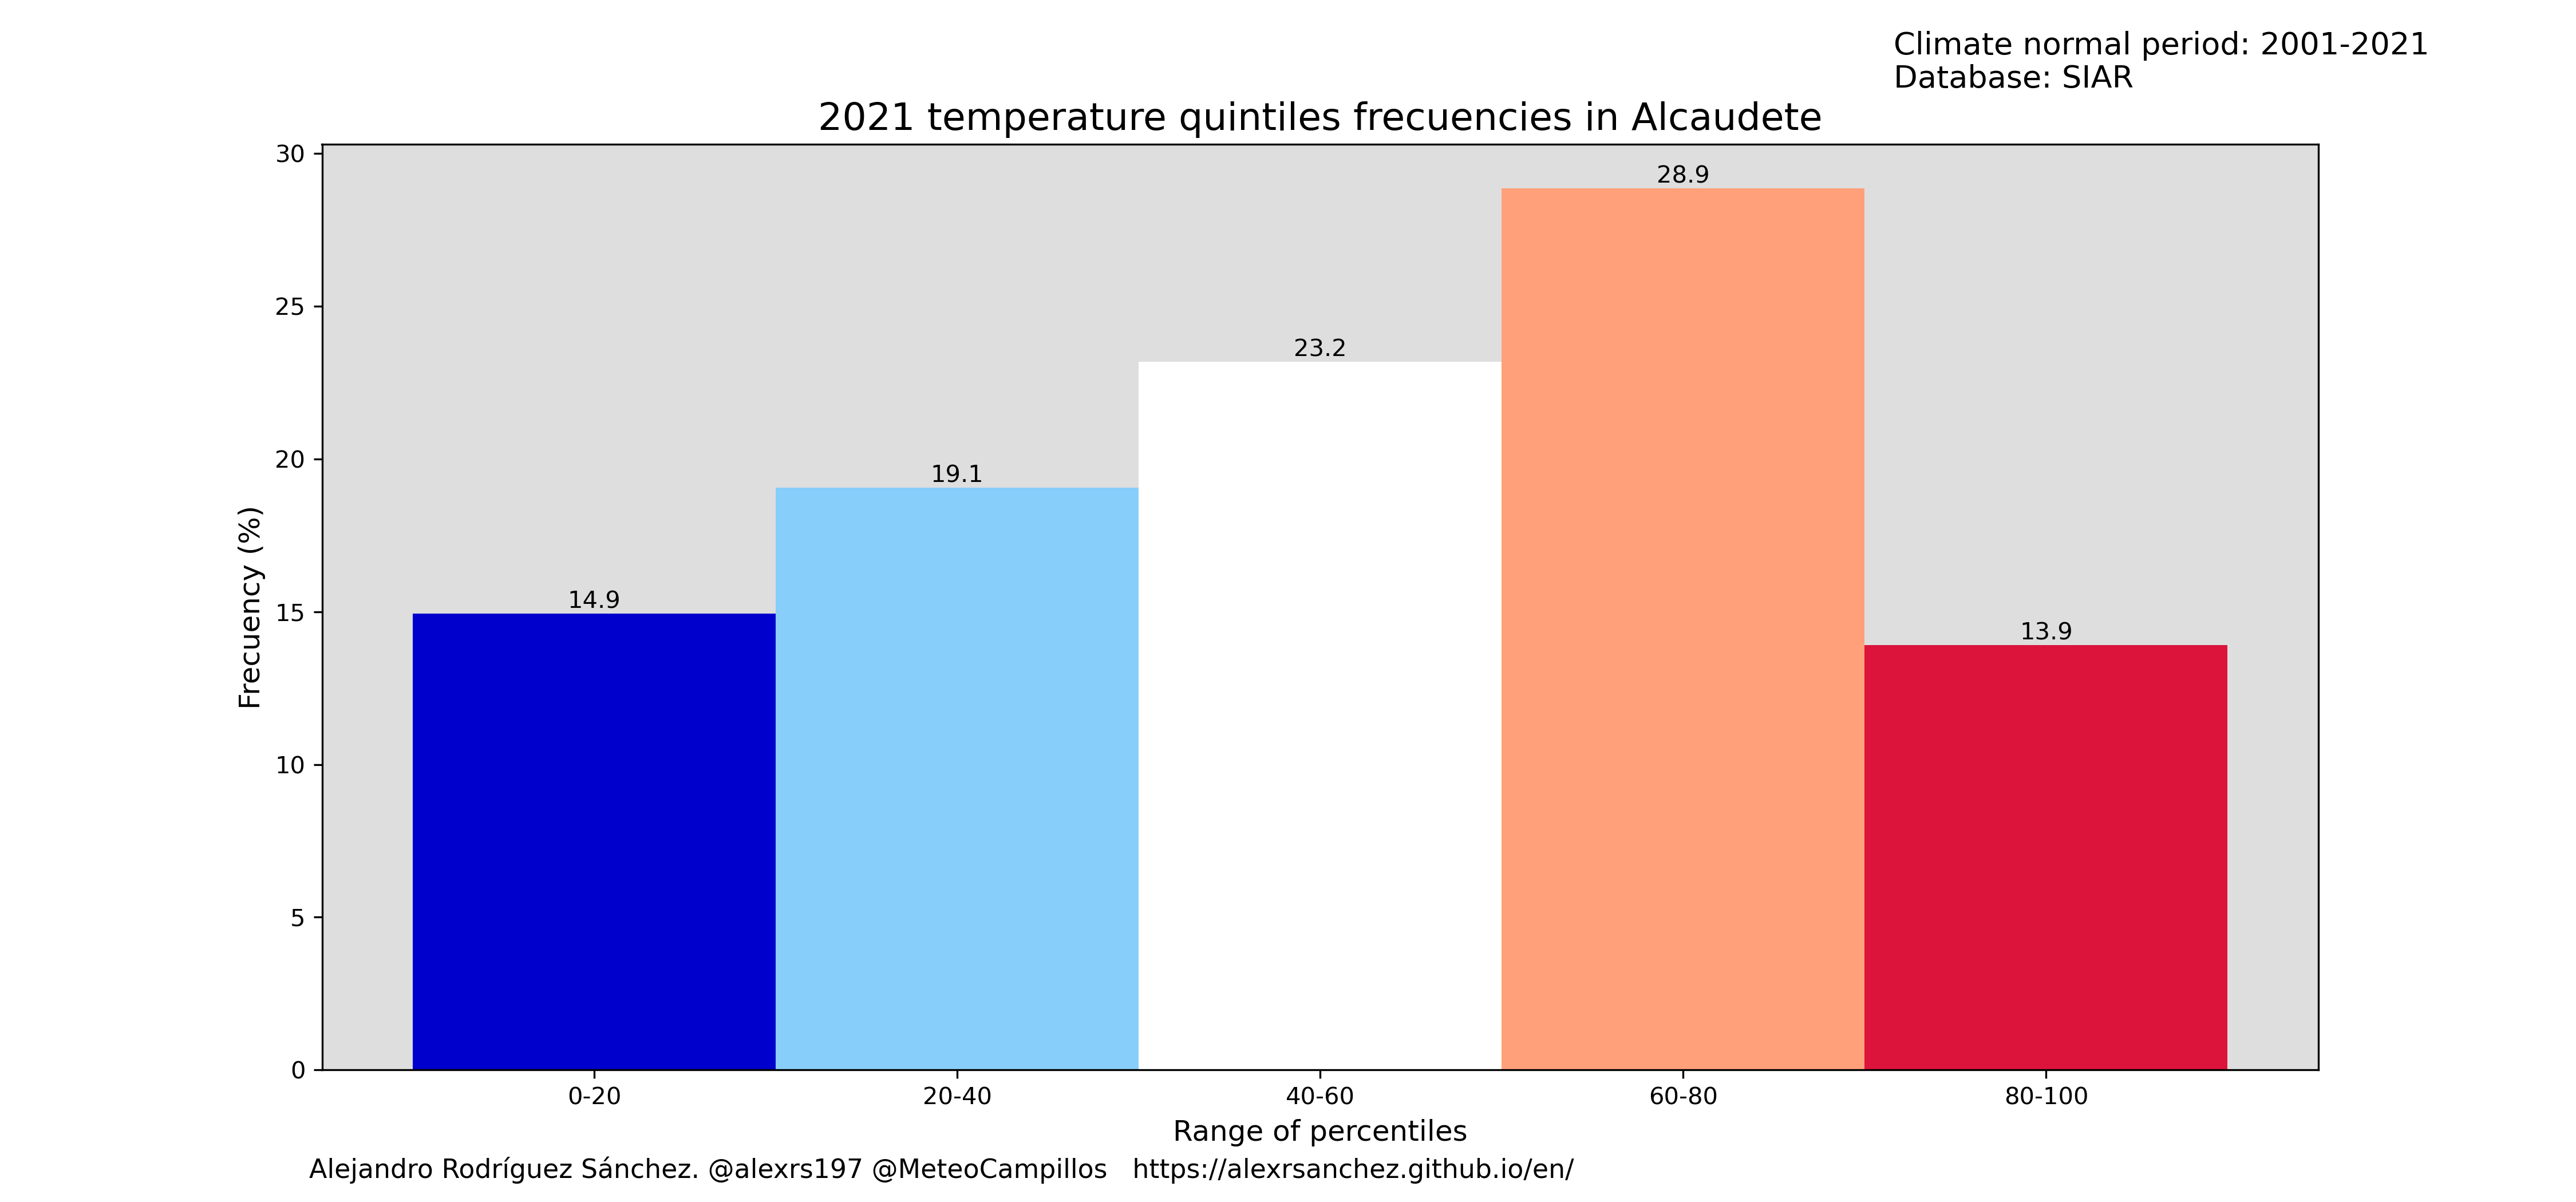 Climate normal period: 2001-2021
Database: SIAR
2021 temperature quintiles frecuencies in Alcaudete
30
25
20
15
10
5
0
Frecuency (%)
14.9
19.1
23.2
28.9
13.9
0-20
20-40
40-60
60-80
80-100
Range of percentiles
Alejandro Rodríguez Sánchez. @alexrs197 @MeteoCampillos https://alexrsanchez.github.io/en/